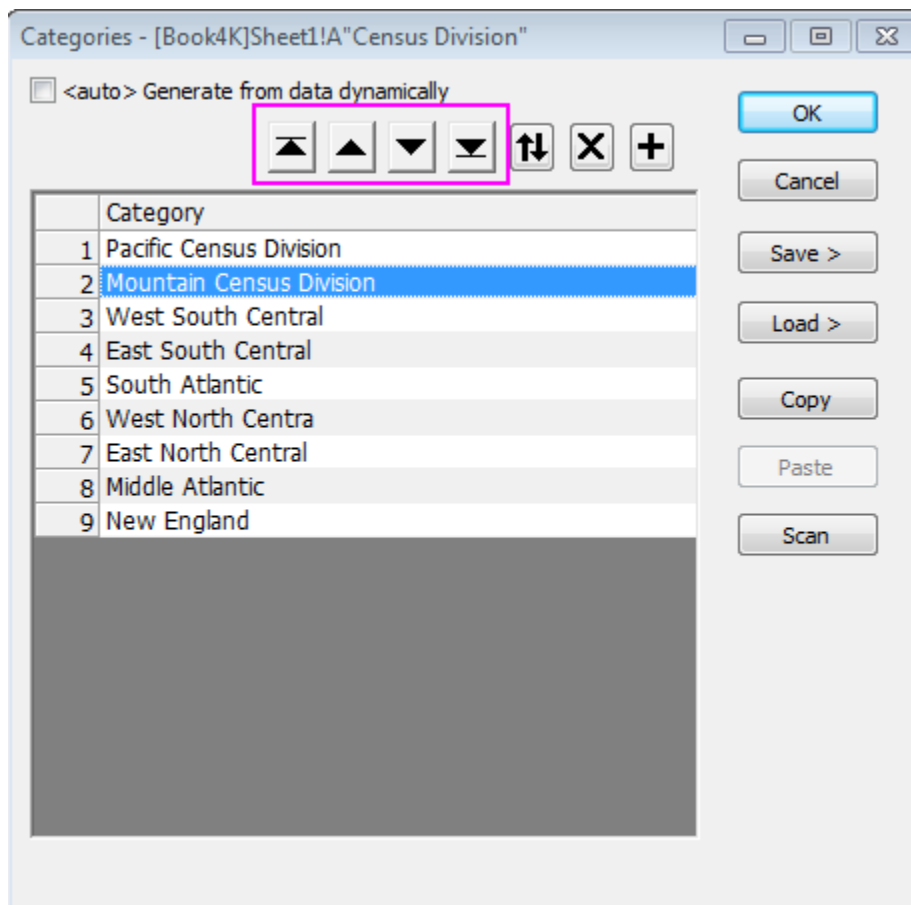 Categories - [Book4K]Sheet1!A"Census Division"
<auto> Generate from data dynamically
OK
Cancel
Category
1 Pacific Census Division
Save >
2 Mountain Census Division
3 West South Central
Load >
4 East South Central
5 South Atlantic
Copy
6 West North Centra
7 East North Central
Paste
8 Middle Atlantic
9 New England
Scan